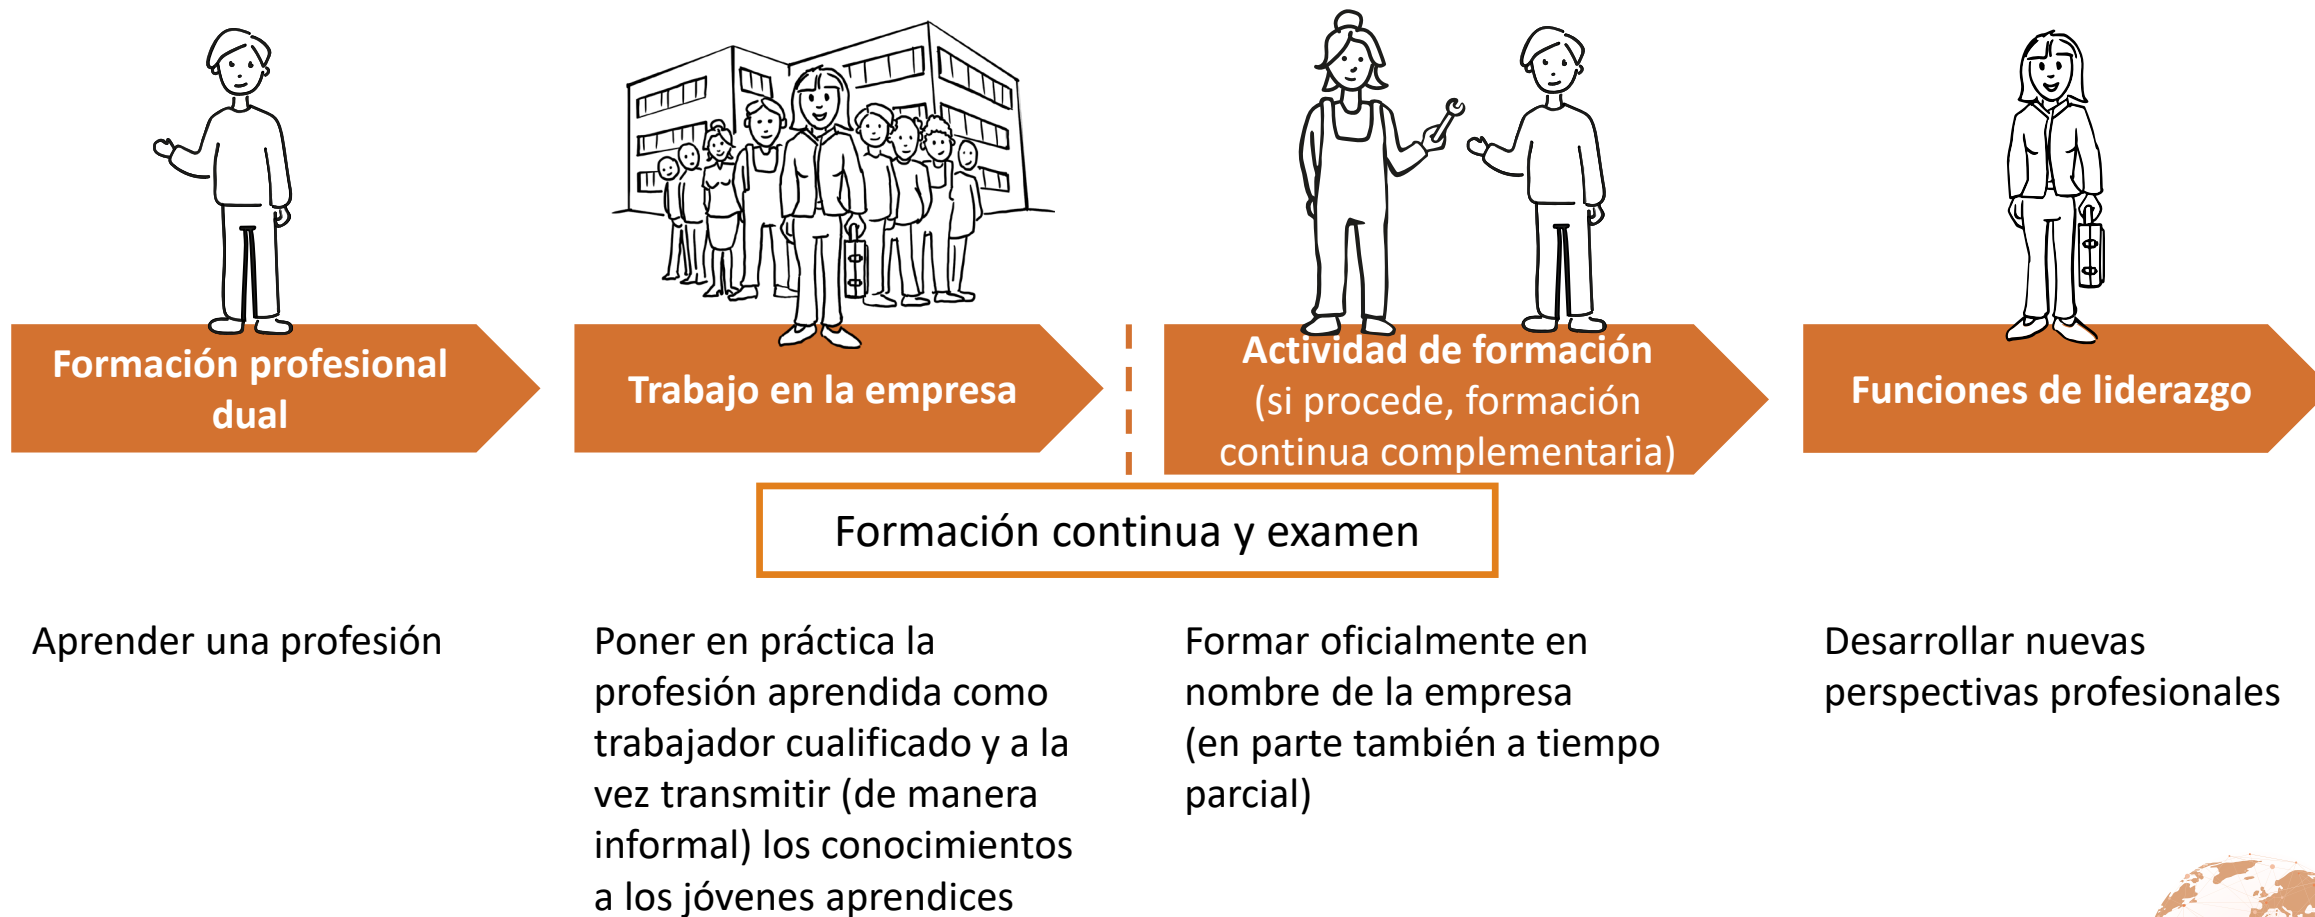 Formación profesional
dual
Trabajo en la empresa
Actividad de formación
(si procede, formación
continua complementaria)
Funciones de liderazgo
Formación continua y examen
Aprender una profesión
Poner en práctica la
profesión aprendida como
trabajador cualificado y a la
vez transmitir (de manera
informal) los conocimientos
a los jóvenes aprendices
Formar oficialmente en
nombre de la empresa
(en parte también a tiempo
parcial)
Desarrollar nuevas
perspectivas profesionales